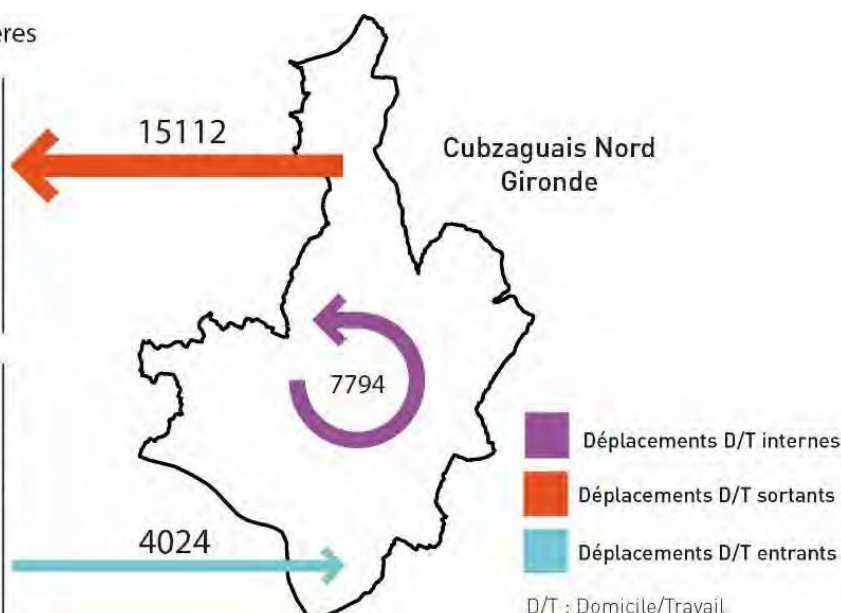 15112
Cubzaguais Nord
Gironde
7794
4024
Déplacements D/T internes
Déplacements D/T sortants
Déplacements D/T entrants
D/T : Domicile/Travail